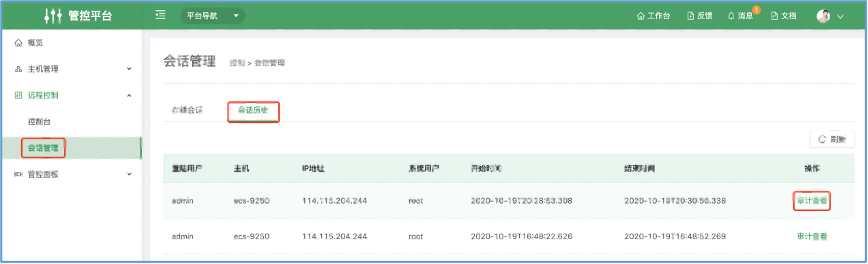 管控平台
平台导航
工作台
反馈
消息
文档
概览
主机管理
远程控制
控制台
会话管理
管控面板
会话管理 控制 > 会话管理
在线会话 会话历史
刷新
登陆用户 主机 IP地址 系统用户 开始时间 结束时间 操作
admin ecs-9250 114.115.204.244 root 2020-10-19T20:28:53.308 2020-10-19T20:30:56.338 审计查看
admin ecs-9250 114.115.204.244 root 2020-10-19T16:48:22.626 2020-10-19T16:48:52.269 审计查看